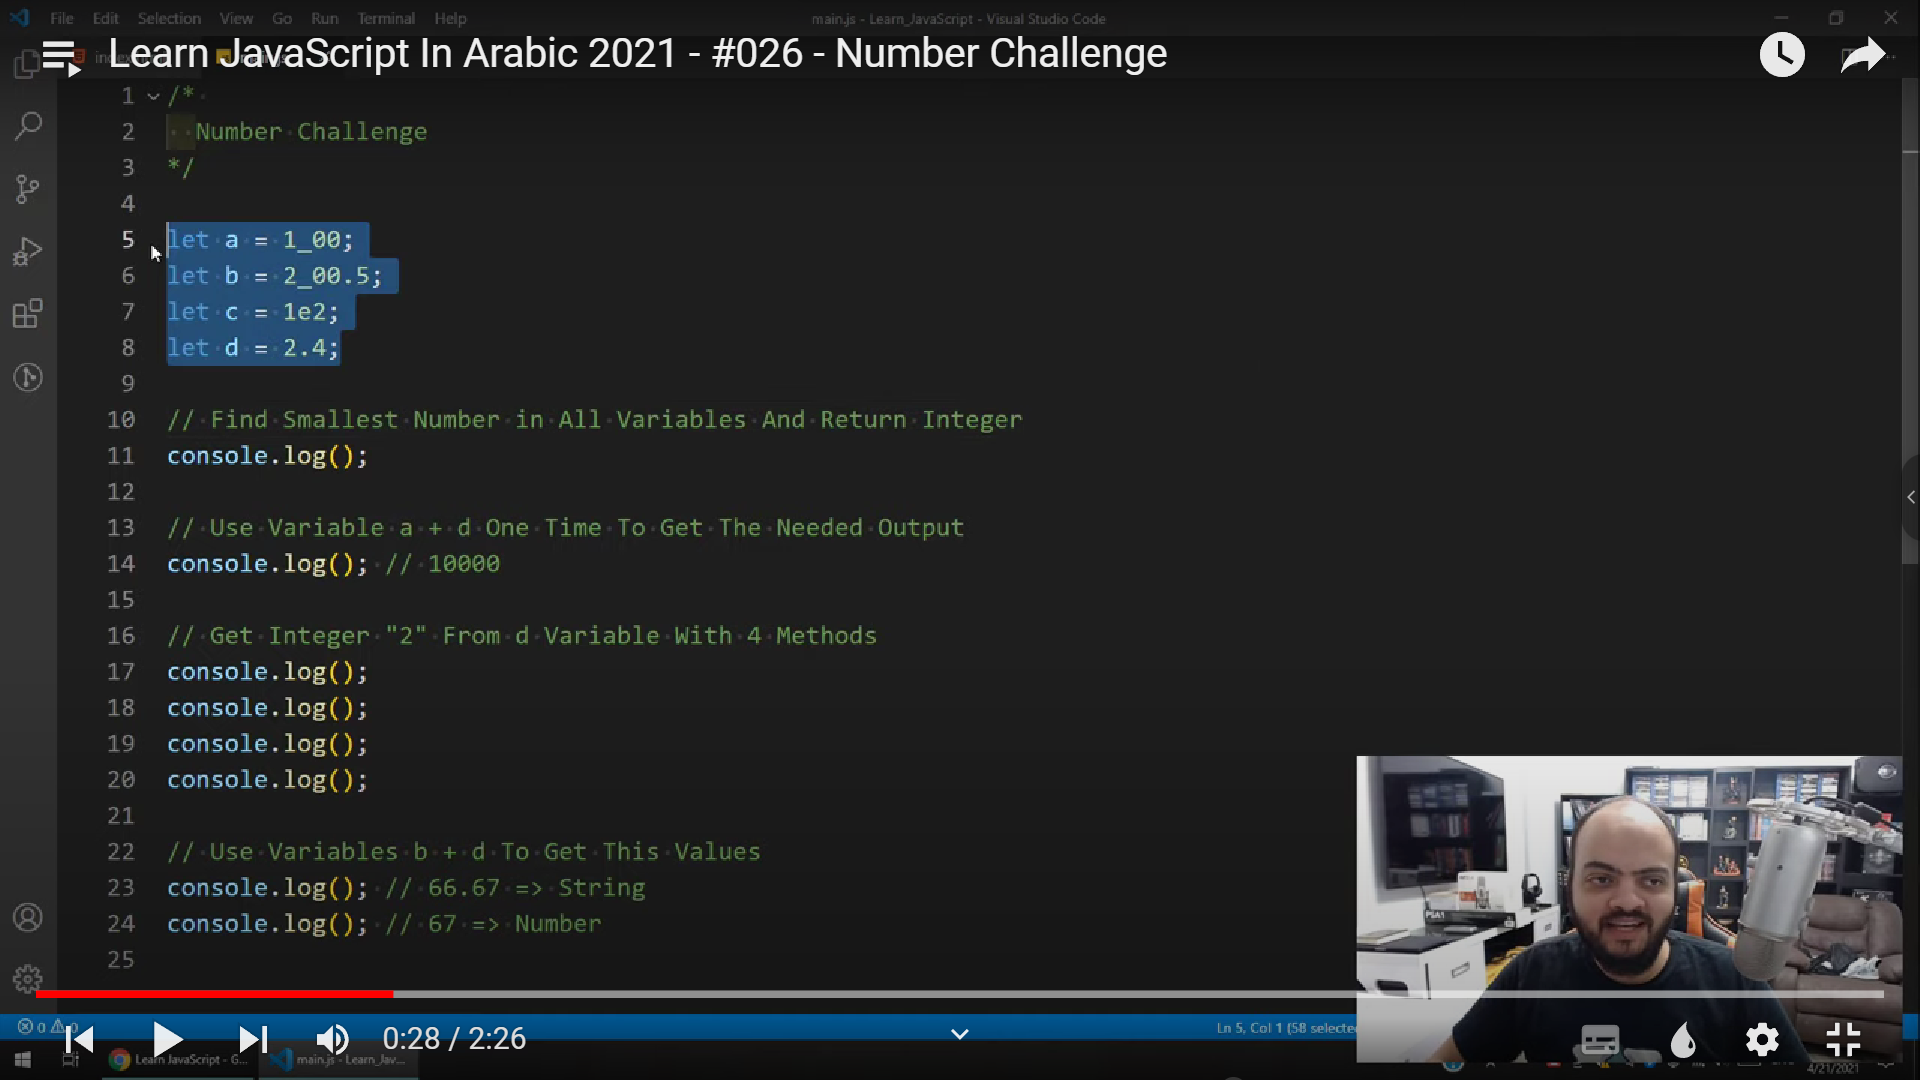 File Edit Selection View Go Run Terminal Help
main.js - Learn_JavaScript - Visual Studio Code
Learn JavaScript In Arabic 2021 - #026 - Number Challenge
1 /*
2 Number Challenge
3 */
4
5 let a = 1_00;
6 let b = 2_00.5;
7 let c = 1e2;
8 let d = 2.4;
9
10 // Find Smallest Number in All Variables And Return Integer
11 console.log();
12
13 // Use Variable a + d One Time To Get The Needed Output
14 console.log(); // 10000
15
16 // Get Integer "2" From d Variable With 4 Methods
17 console.log();
18 console.log();
19 console.log();
20 console.log();
21
22 // Use Variables b + d To Get This Values
23 console.log(); // 66.67 => String
24 console.log(); // 67 => Number
25
0 0
Ln 5, Col 1 (58 selected
0:28 / 2:26
Learn JavaScript - G...
main.js - Learn_Jav...
4/21/2021